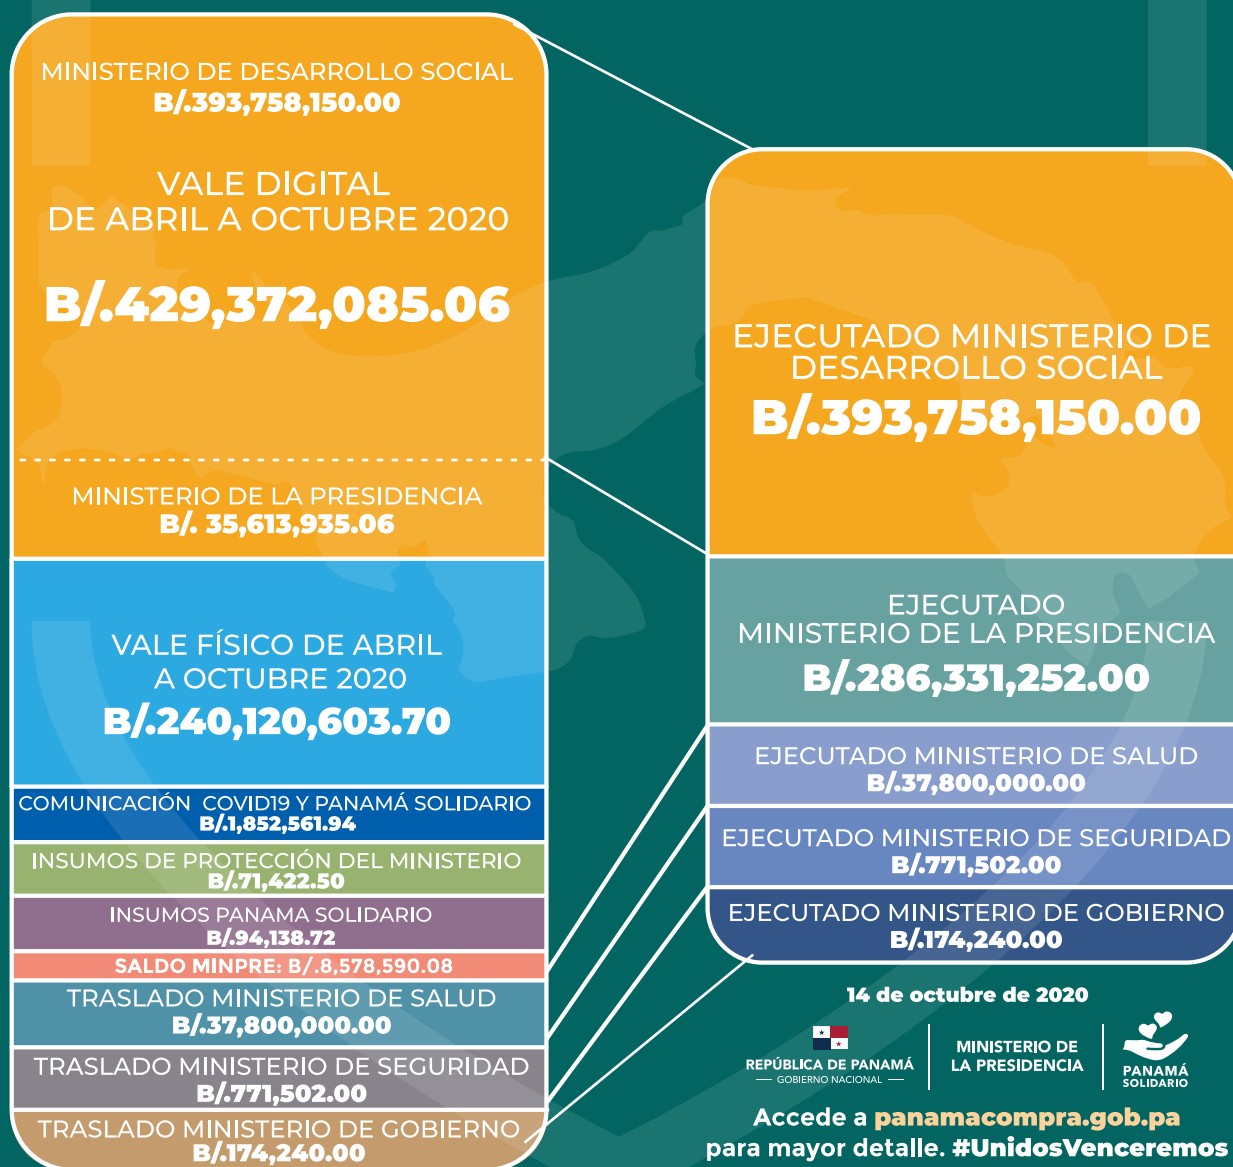 MINISTERIO DE DESARROLLO SOCIAL
B/.393,758,150.00
VALE DIGITAL
DE ABRIL A OCTUBRE 2020
B/.429,372,085.06
MINISTERIO DE LA PRESIDENCIA
B/. 35,613,935.06
VALE FÍSICO DE ABRIL
A OCTUBRE 2020
B/.240,120,603.70
COMUNICACIÓN COVID19 Y PANAMÁ SOLIDARIO
B/.1,852,561.94
INSUMOS DE PROTECCIÓN DEL MINISTERIO
B/.71,422.50
INSUMOS PANAMA SOLIDARIO
B/.94,138.72
SALDO MINPRE: B/.8,578,590.08
TRASLADO MINISTERIO DE SALUD
B/.37,800,000.00
TRASLADO MINISTERIO DE SEGURIDAD
B/.771,502.00
TRASLADO MINISTERIO DE GOBIERNO
B/.174,240.00
EJECUTADO MINISTERIO DE
DESARROLLO SOCIAL
B/.393,758,150.00
EJECUTADO
MINISTERIO DE LA PRESIDENCIA
B/.286,331,252.00
EJECUTADO MINISTERIO DE SALUD
B/.37,800,000.00
EJECUTADO MINISTERIO DE SEGURIDAD
B/.771,502.00
EJECUTADO MINISTERIO DE GOBIERNO
B/.174,240.00
14 de octubre de 2020
REPÚBLICA DE PANAMÁ
GOBIERNO NACIONAL
MINISTERIO DE
LA PRESIDENCIA
PANAMÁ
SOLIDARIO
Accede a panamacompra.gob.pa
para mayor detalle. #UnidosVenceremos